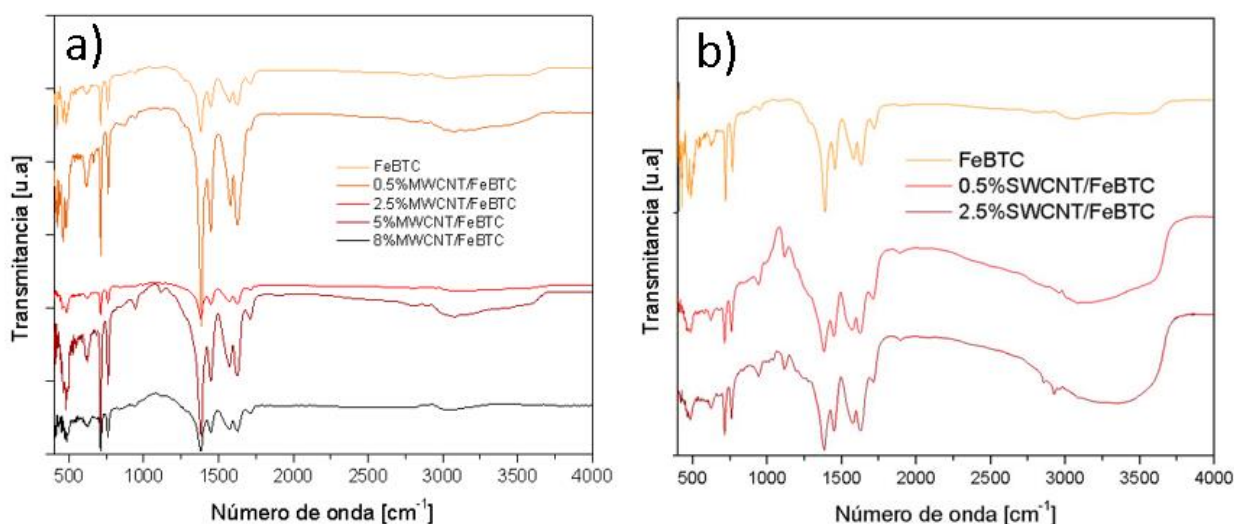 a)
Transmitancia [u.a]
FeBTC
0.5%MWCNT/FeBTC
2.5%MWCNT/FeBTC
5%MWCNT/FeBTC
8%MWCNT/FeBTC
500 1000 1500 2000 2500 3000 3500 4000
Número de onda [cm⁻¹]
b)
Transmitancia [u.a]
FeBTC
0.5%SWCNT/FeBTC
2.5%SWCNT/FeBTC
500 1000 1500 2000 2500 3000 3500 4000
Número de onda [cm⁻¹]